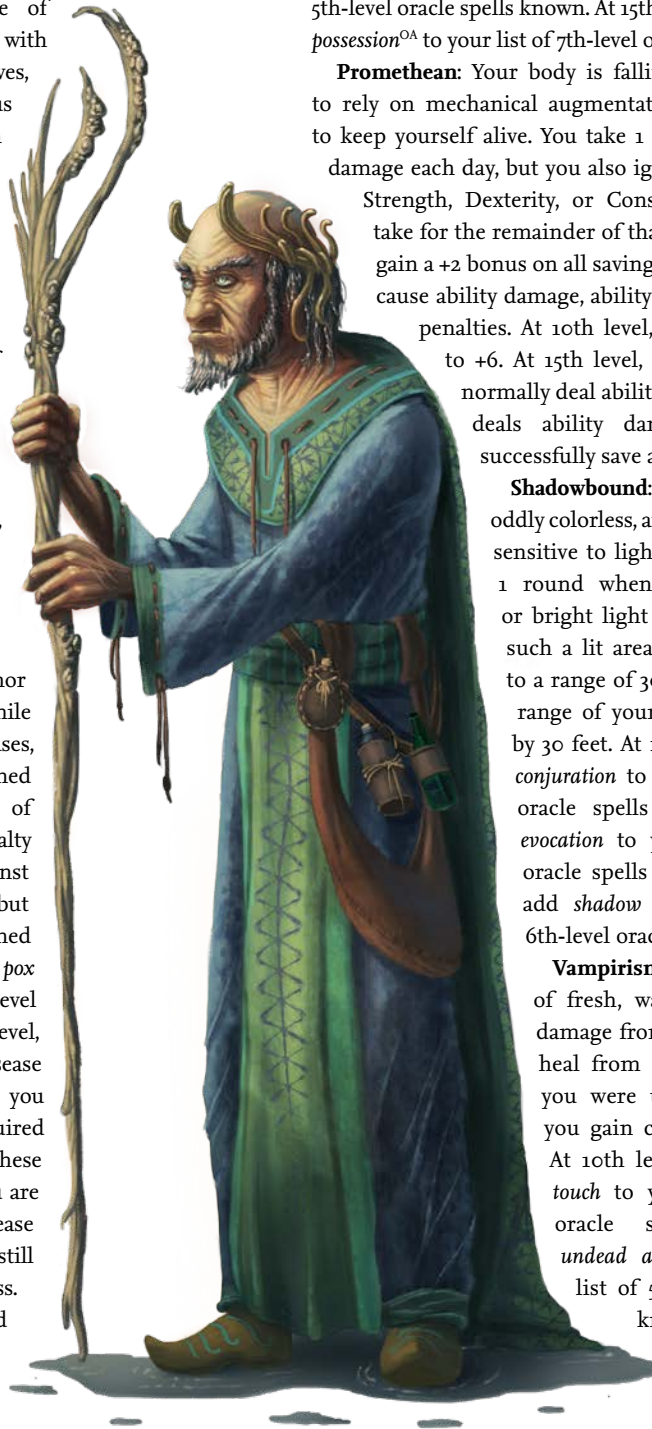 e of
with
ves,
us
nor
hile
ses,
ned
of
alty
nst
but
ned
pox
evel
evel,
sease
you
uired
hese
are
ease
still
ss.
d
5th-level oracle spells known. At 15th
possession^OA to your list of 7th-level o
Promethean: Your body is falli
to rely on mechanical augmentat
to keep yourself alive. You take 1
damage each day, but you also ig
Strength, Dexterity, or Cons
take for the remainder of tha
gain a +2 bonus on all saving
cause ability damage, ability
penalties. At 10th level,
to +6. At 15th level,
normally deal abilit
deals ability dam
successfully save a
Shadowbound:
oddly colorless, a
sensitive to ligh
1 round when
or bright light
such a lit area
to a range of 30
range of your
by 30 feet. At 1
conjuration to
oracle spells
evocation to y
oracle spells
add shadow
6th-level orac
Vampirism
of fresh, wa
damage from
heal from
you were u
you gain c
At 10th le
touch to y
oracle s
undead a
list of 5
kn